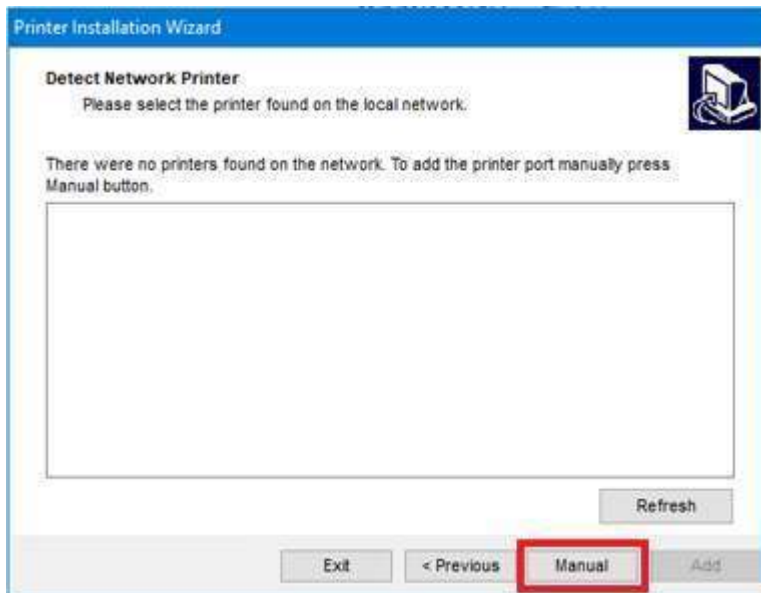 Printer Installation Wizard
Detect Network Printer
Please select the printer found on the local network.
There were no printers found on the network. To add the printer port manually press
Manual button.
Refresh
Exit
< Previous
Manual
Add